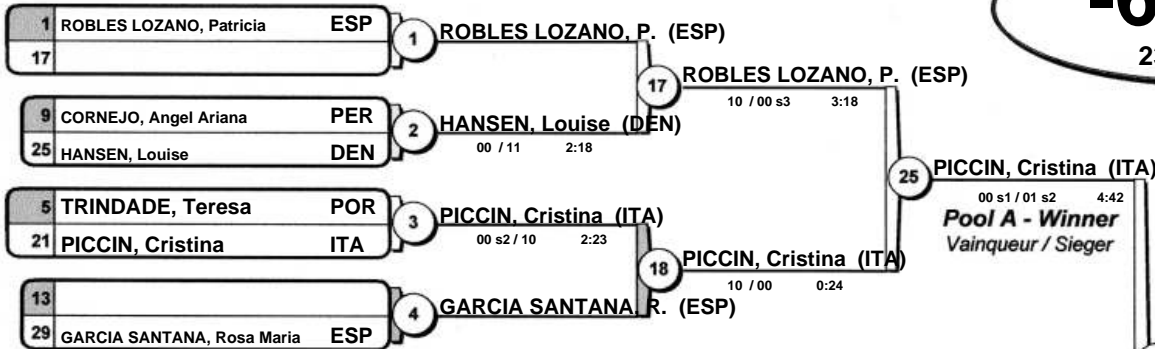 1 ROBLES LOZANO, Patricia ESP
17
1 ROBLES LOZANO, P. (ESP)
9 CORNEJO, Angel Ariana PER
25 HANSEN, Louise DEN
2 HANSEN, Louise (DEN)
00 / 11 2:18
17 ROBLES LOZANO, P. (ESP)
10 / 00 s3 3:18
5 TRINDADE, Teresa POR
21 PICCIN, Cristina ITA
3 PICCIN, Cristina (ITA)
00 s2 / 10 2:23
13
29 GARCIA SANTANA, Rosa Maria ESP
4 GARCIA SANTANA, R. (ESP)
18 PICCIN, Cristina (ITA)
10 / 00 0:24
25 PICCIN, Cristina (ITA)
00 s1 / 01 s2 4:42
Pool A - Winner
Vainqueur / Sieger